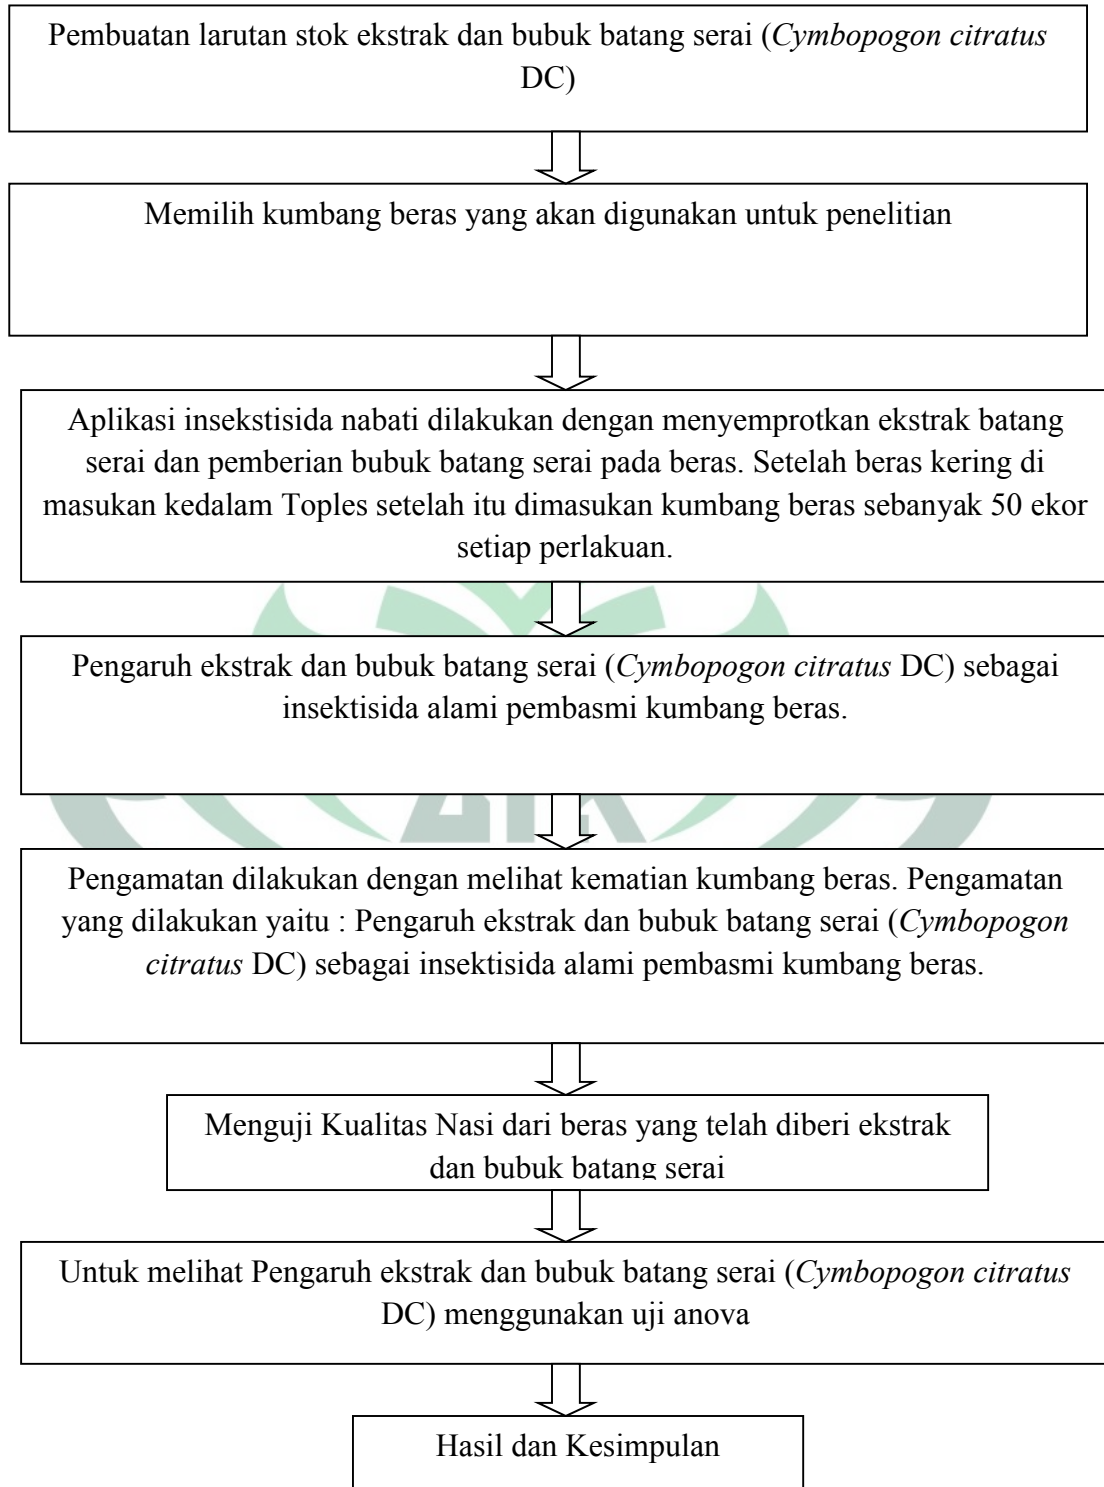 Pembuatan larutan stok ekstrak dan bubuk batang serai (Cymbopogon citratus
DC)
Memilih kumbang beras yang akan digunakan untuk penelitian
Aplikasi insekstisida nabati dilakukan dengan menyemprotkan ekstrak batang
serai dan pemberian bubuk batang serai pada beras. Setelah beras kering di
masukan kedalam Toples setelah itu dimasukan kumbang beras sebanyak 50 ekor
setiap perlakuan.
Pengaruh ekstrak dan bubuk batang serai (Cymbopogon citratus DC) sebagai
insektisida alami pembasmi kumbang beras.
Pengamatan dilakukan dengan melihat kematian kumbang beras. Pengamatan
yang dilakukan yaitu : Pengaruh ekstrak dan bubuk batang serai (Cymbopogon
citratus DC) sebagai insektisida alami pembasmi kumbang beras.
Menguji Kualitas Nasi dari beras yang telah diberi ekstrak
dan bubuk batang serai
Untuk melihat Pengaruh ekstrak dan bubuk batang serai (Cymbopogon citratus
DC) menggunakan uji anova
Hasil dan Kesimpulan